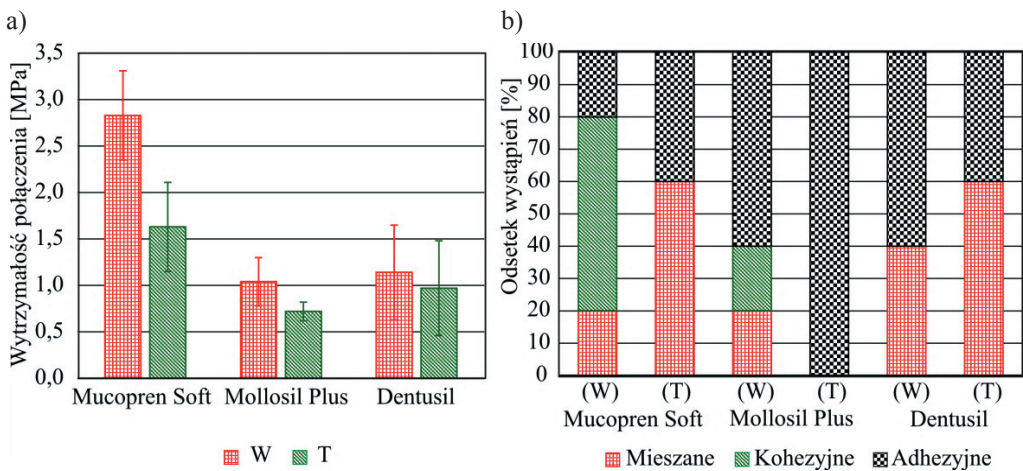 a)
Wytrzymałość połączenia [MPa]
3,5
3,0
2,5
2,0
1,5
1,0
0,5
0,0
Mucopren Soft Mollosil Plus Dentusil
W T
b)
Odsetek wystąpień [%]
100
90
80
70
60
50
40
30
20
10
0
(W) (T) (W) (T) (W) (T)
Mucopren Soft Mollosil Plus Dentusil
Mieszane Kohezyjne Adhezyjne